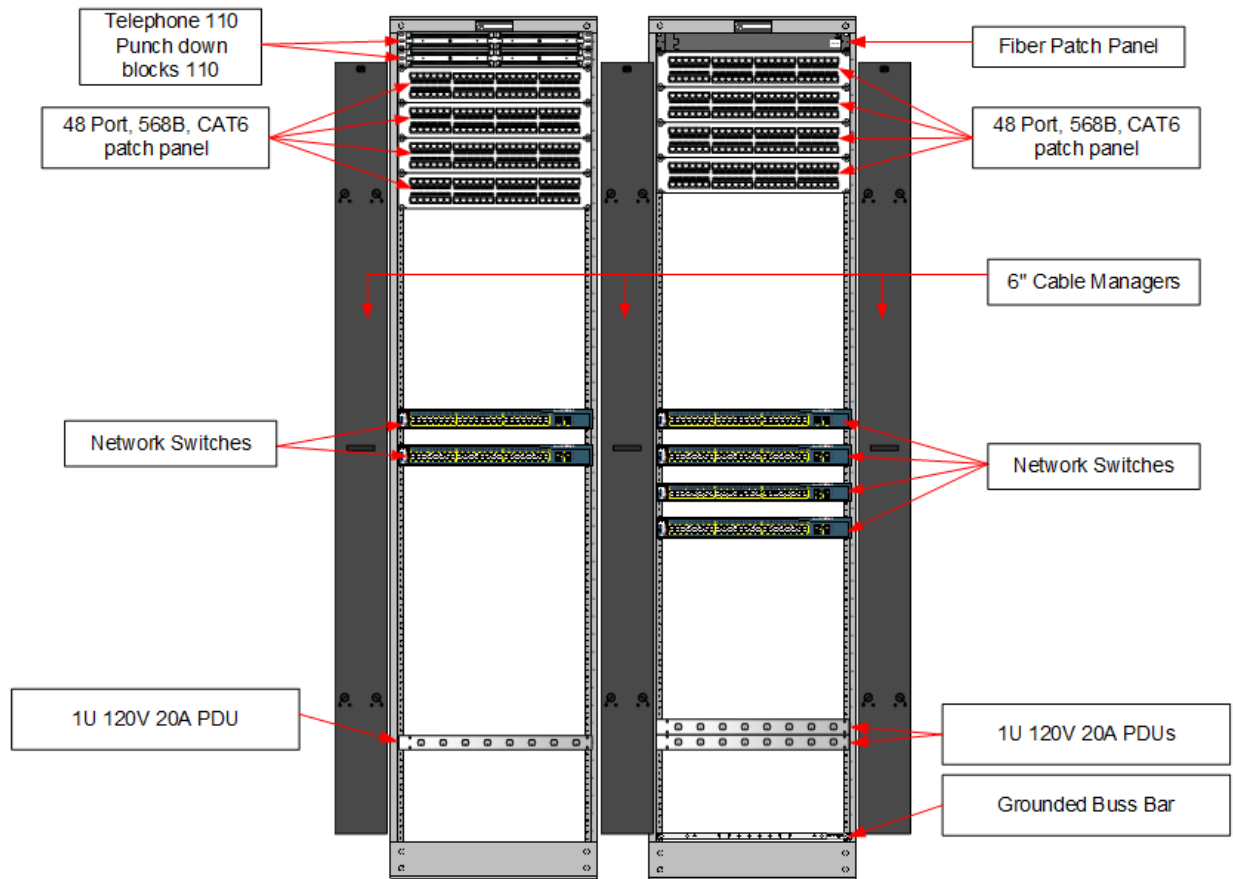 Telephone 110
Punch down
blocks 110
Fiber Patch Panel
48 Port, 568B, CAT6
patch panel
48 Port, 568B, CAT6
patch panel
6" Cable Managers
Network Switches
Network Switches
1U 120V 20A PDU
1U 120V 20A PDUs
Grounded Buss Bar